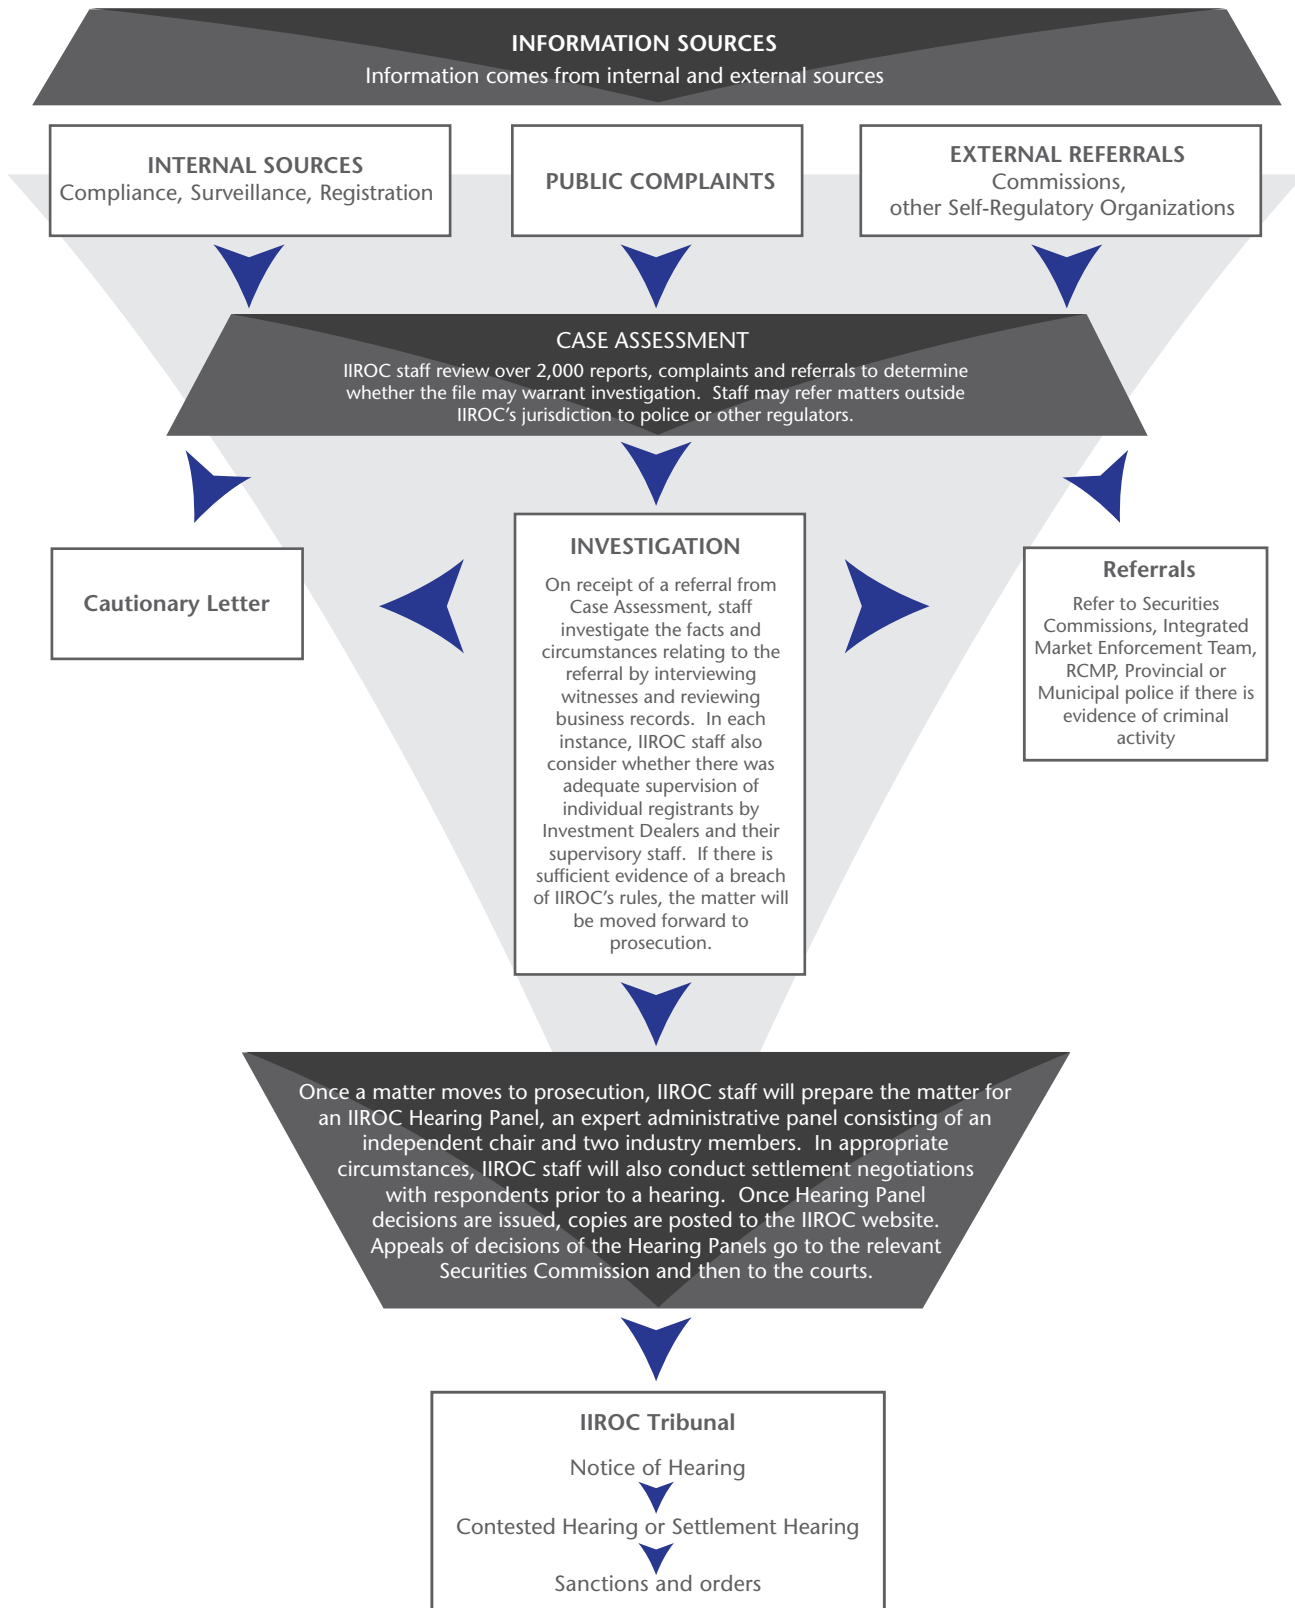 INFORMATION SOURCES
Information comes from internal and external sources
INTERNAL SOURCES
Compliance, Surveillance, Registration
PUBLIC COMPLAINTS
EXTERNAL REFERRALS
Commissions,
other Self-Regulatory Organizations
CASE ASSESSMENT
IIROC staff review over 2,000 reports, complaints and referrals to determine
whether the file may warrant investigation. Staff may refer matters outside
IIROC's jurisdiction to police or other regulators.
Cautionary Letter
INVESTIGATION
On receipt of a referral from
Case Assessment, staff
investigate the facts and
circumstances relating to the
referral by interviewing
witnesses and reviewing
business records. In each
instance, IIROC staff also
consider whether there was
adequate supervision of
individual registrants by
Investment Dealers and their
supervisory staff. If there is
sufficient evidence of a breach
of IIROC's rules, the matter will
be moved forward to
prosecution.
Referrals
Refer to Securities
Commissions, Integrated
Market Enforcement Team,
RCMP, Provincial or
Municipal police if there is
evidence of criminal
activity
Once a matter moves to prosecution, IIROC staff will prepare the matter for
an IIROC Hearing Panel, an expert administrative panel consisting of an
independent chair and two industry members. In appropriate
circumstances, IIROC staff will also conduct settlement negotiations
with respondents prior to a hearing. Once Hearing Panel
decisions are issued, copies are posted to the IIROC website.
Appeals of decisions of the Hearing Panels go to the relevant
Securities Commission and then to the courts.
IIROC Tribunal
Notice of Hearing
Contested Hearing or Settlement Hearing
Sanctions and orders